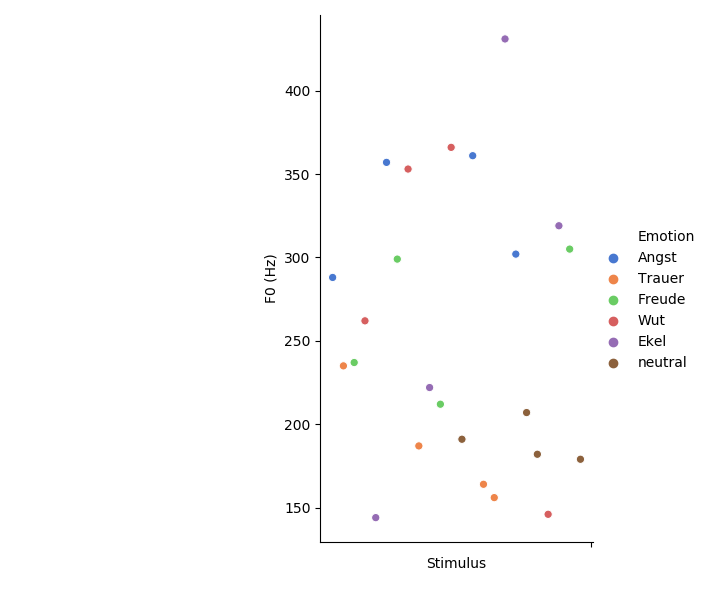 400
350
300
250
200
150
F0 (Hz)
Stimulus
Emotion
Angst
Trauer
Freude
Wut
Ekel
neutral